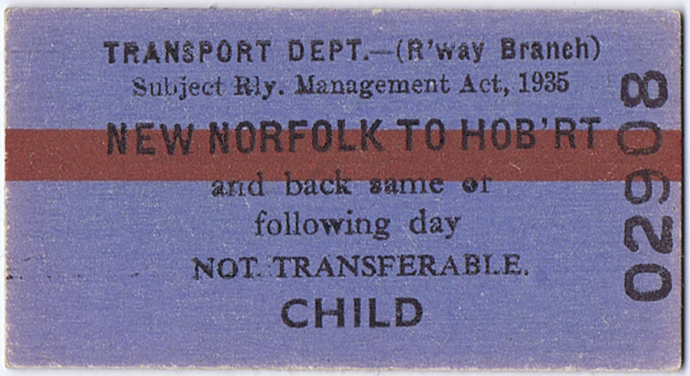 TRANSPORT DEPT.—(R'way Branch)
Subject Rly. Management Act, 1935
NEW NORFOLK TO HOB'RT
and back same or
following day
NOT TRANSFERABLE.
CHILD
02908